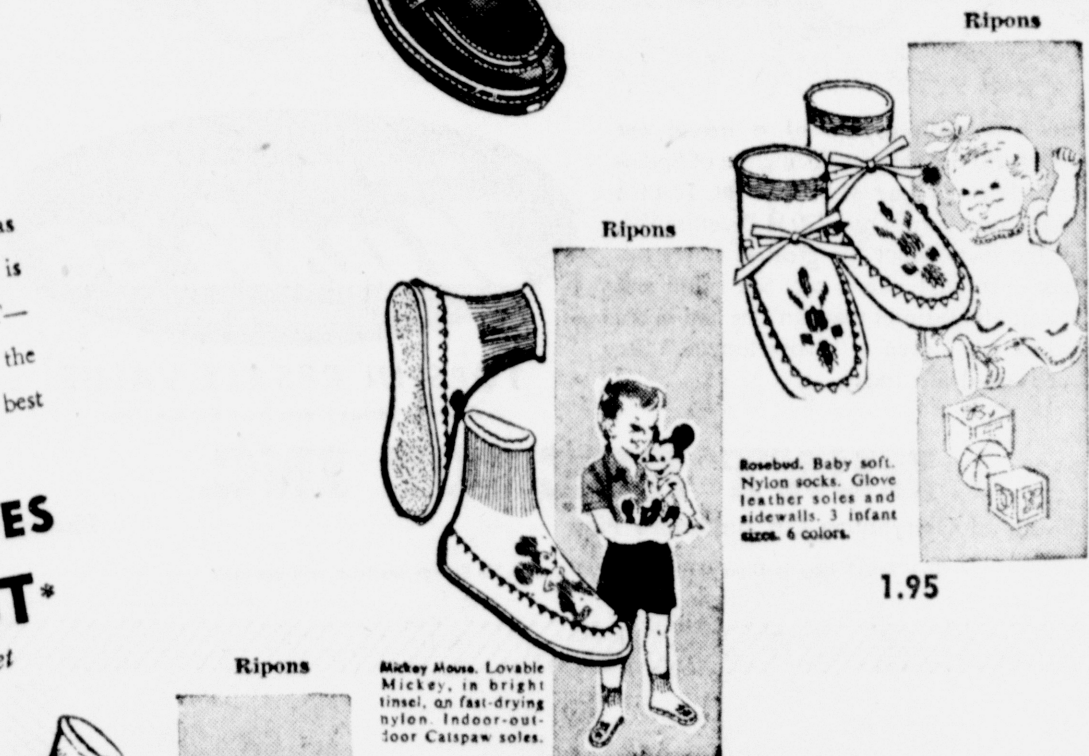 Ripons
Ripons
is
the
best
Rosebud. Baby soft.
Nylon socks. Glove
leather soles and
sidewalls. 3 infant
sizes. 6 colors.
ES
T*
1.95
Ripons
Mickey Mouse. Lovable
Mickey, in bright
tinsel, on fast-drying
nylon. Indoor-out-
door Catspaw soles.